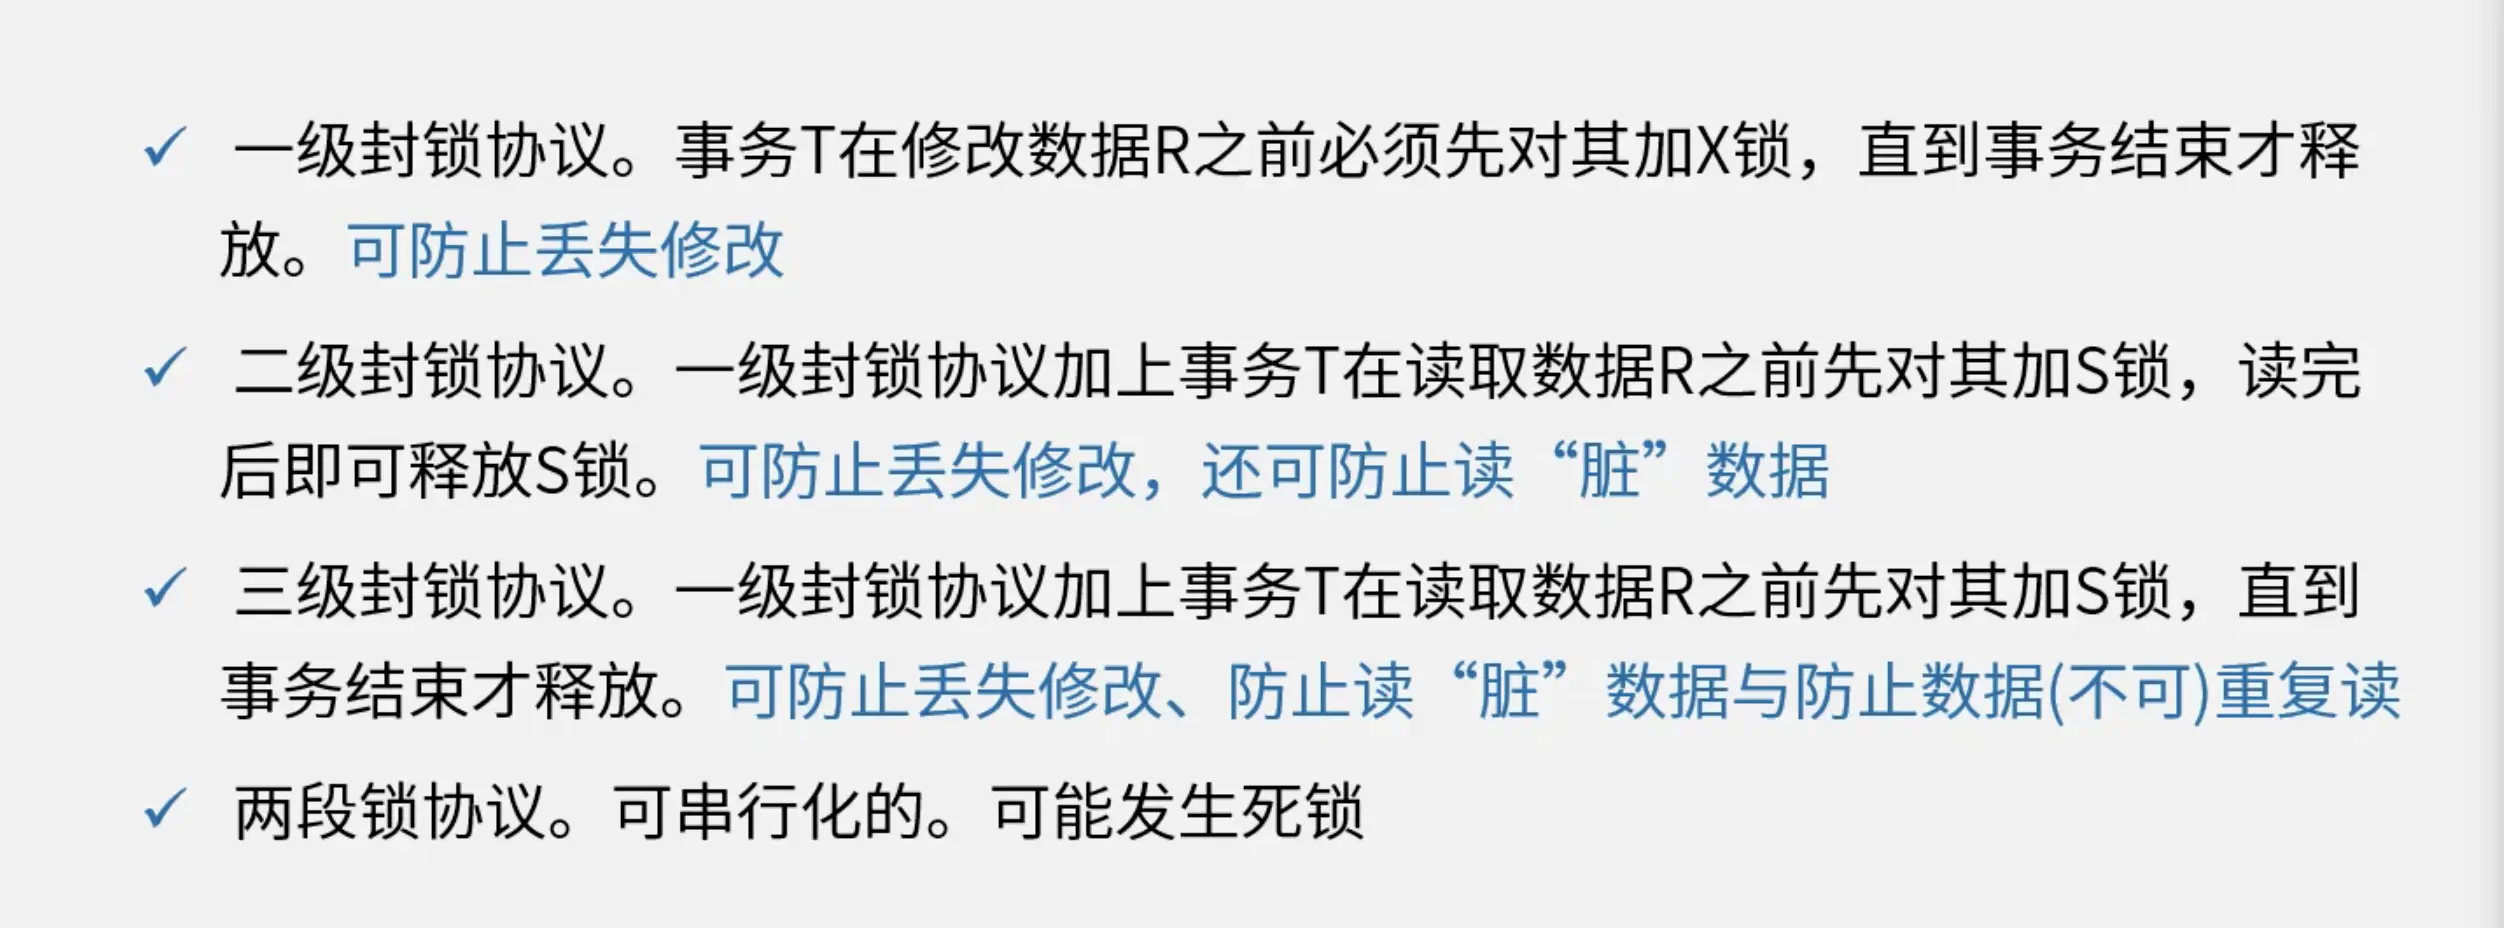 ✓ 一级封锁协议。事务T在修改数据R之前必须先对其加X锁，直到事务结束才释
放。可防止丢失修改
✓ 二级封锁协议。一级封锁协议加上事务T在读取数据R之前先对其加S锁，读完
后即可释放S锁。可防止丢失修改，还可防止读“脏”数据
✓ 三级封锁协议。一级封锁协议加上事务T在读取数据R之前先对其加S锁，直到
事务结束才释放。可防止丢失修改、防止读“脏”数据与防止数据(不可)重复读
✓ 两段锁协议。可串行化的。可能发生死锁